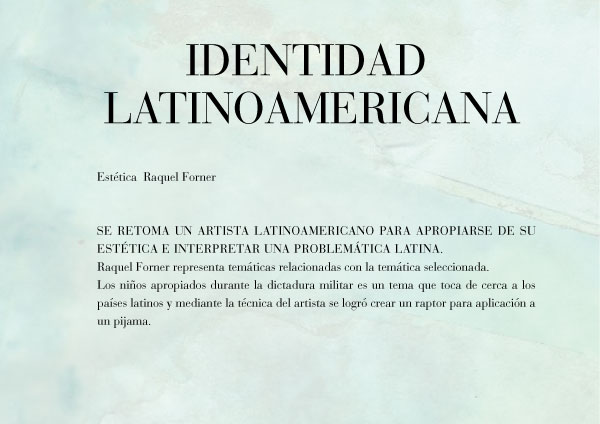 IDENTIDAD
LATINOAMERICANA
Estética  Raquel Forner
SE RETOMA UN ARTISTA LATINOAMERICANO PARA APROPIARSE DE SU
ESTÉTICA E INTERPRETAR UNA PROBLEMÁTICA LATINA.
Raquel Forner representa temáticas relacionadas con la temática seleccionada.
Los niños apropiados durante la dictadura militar es un tema que toca de cerca a los
países latinos y mediante la técnica del artista se logró crear un raptor para aplicación a
un pijama.